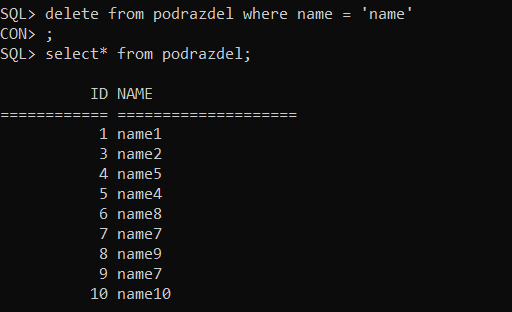 SQL> delete from podrazdel where name = 'name'
CON> ;
SQL> select* from podrazdel;
ID NAME
============ ====================
1 name1
3 name2
4 name5
5 name4
6 name8
7 name7
8 name9
9 name7
10 name10